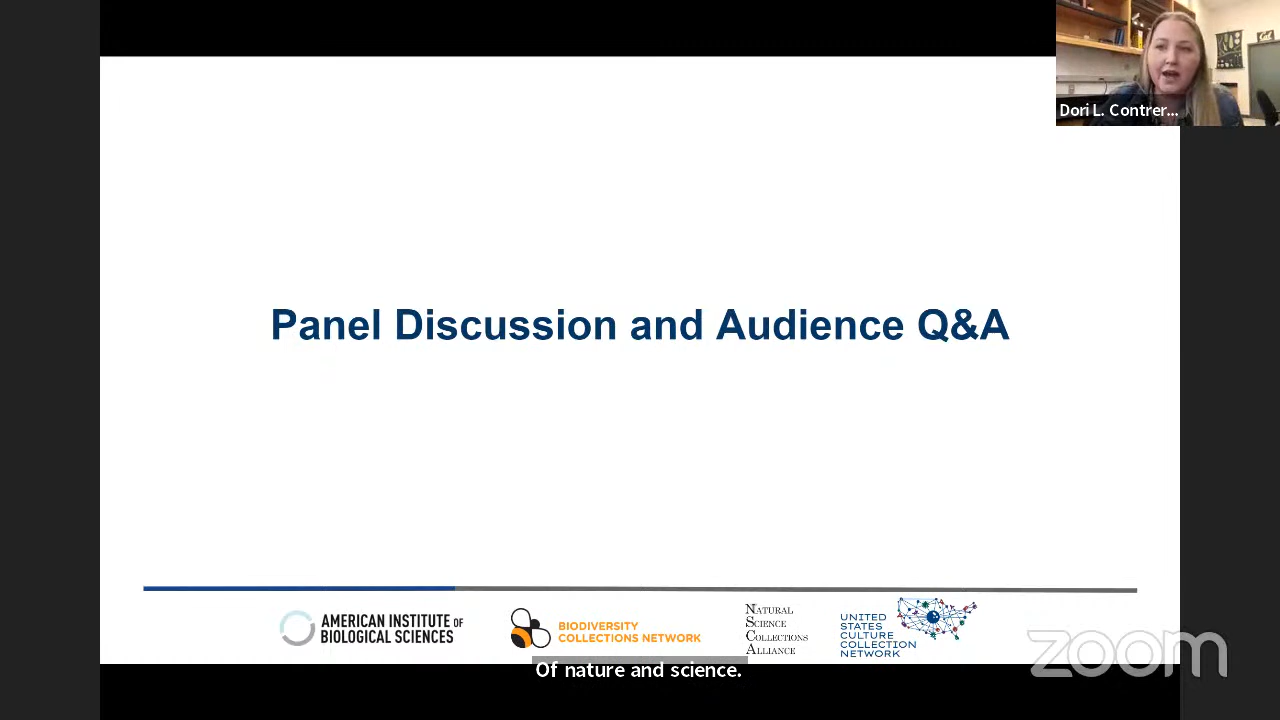 Dori L. Contrer...
Panel Discussion and Audience Q&A
AMERICAN INSTITUTE OF
BIOLOGICAL SCIENCES
BIODIVERSITY
COLLECTIONS NETWORK
NATURAL
SCIENCE
COLLECTIONS
ALLIANCE
UNITED
STATES
CULTURE
COLLECTION
NETWORK
zoom
Of nature and science.